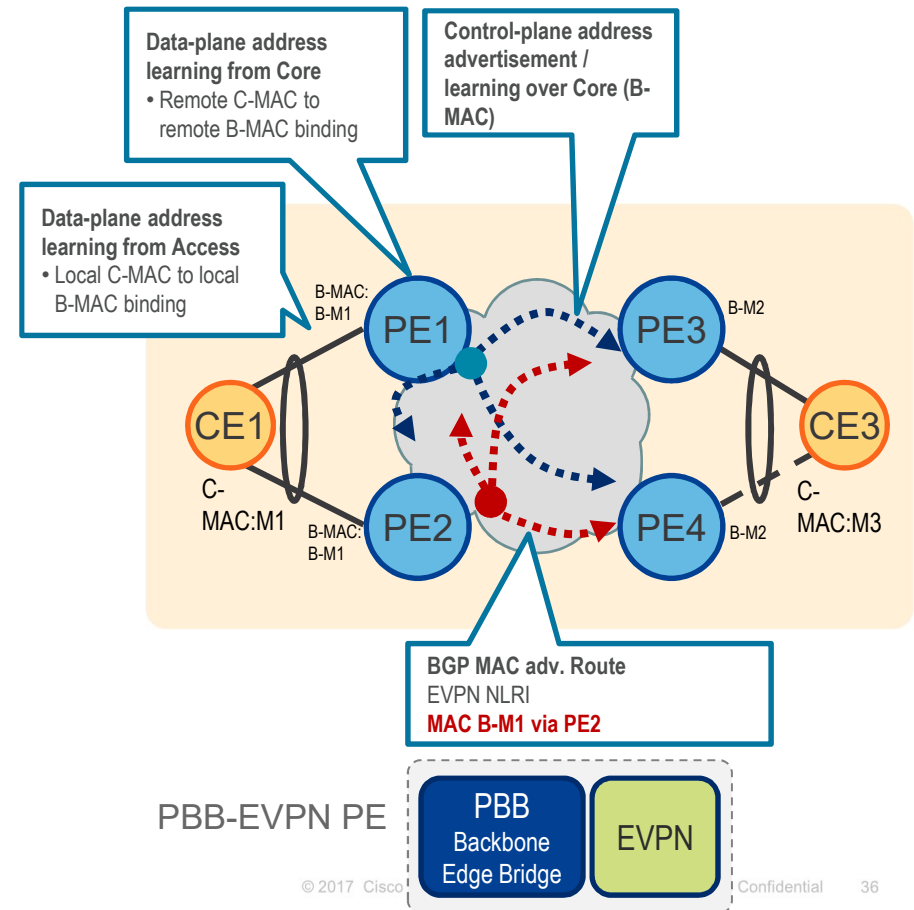 Data-plane address
learning from Core
• Remote C-MAC to
remote B-MAC binding
Control-plane address
advertisement /
learning over Core (B-
MAC)
Data-plane address
learning from Access
• Local C-MAC to local
B-MAC binding
B-MAC:
B-M1
PE1
PE3
B-M2
CE1
CE3
C-
MAC:M1
C-
MAC:M3
B-MAC:
B-M1
PE2
PE4
B-M2
BGP MAC adv. Route
EVPN NLRI
MAC B-M1 via PE2
PBB-EVPN PE
PBB
Backbone
Edge Bridge
EVPN
© 2017 Cisco
Confidential
36